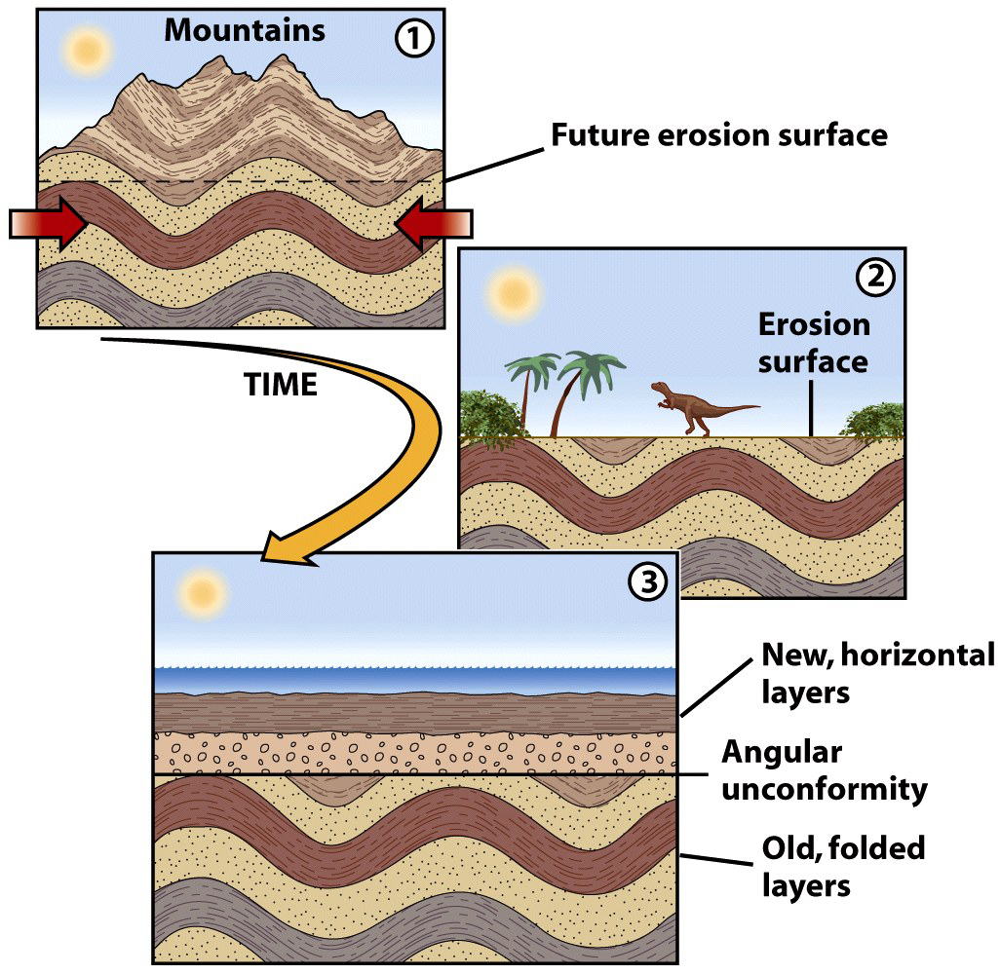 Mountains
1
Future erosion surface
2
Erosion
surface
TIME
3
New, horizontal
layers
Angular
unconformity
Old, folded
layers